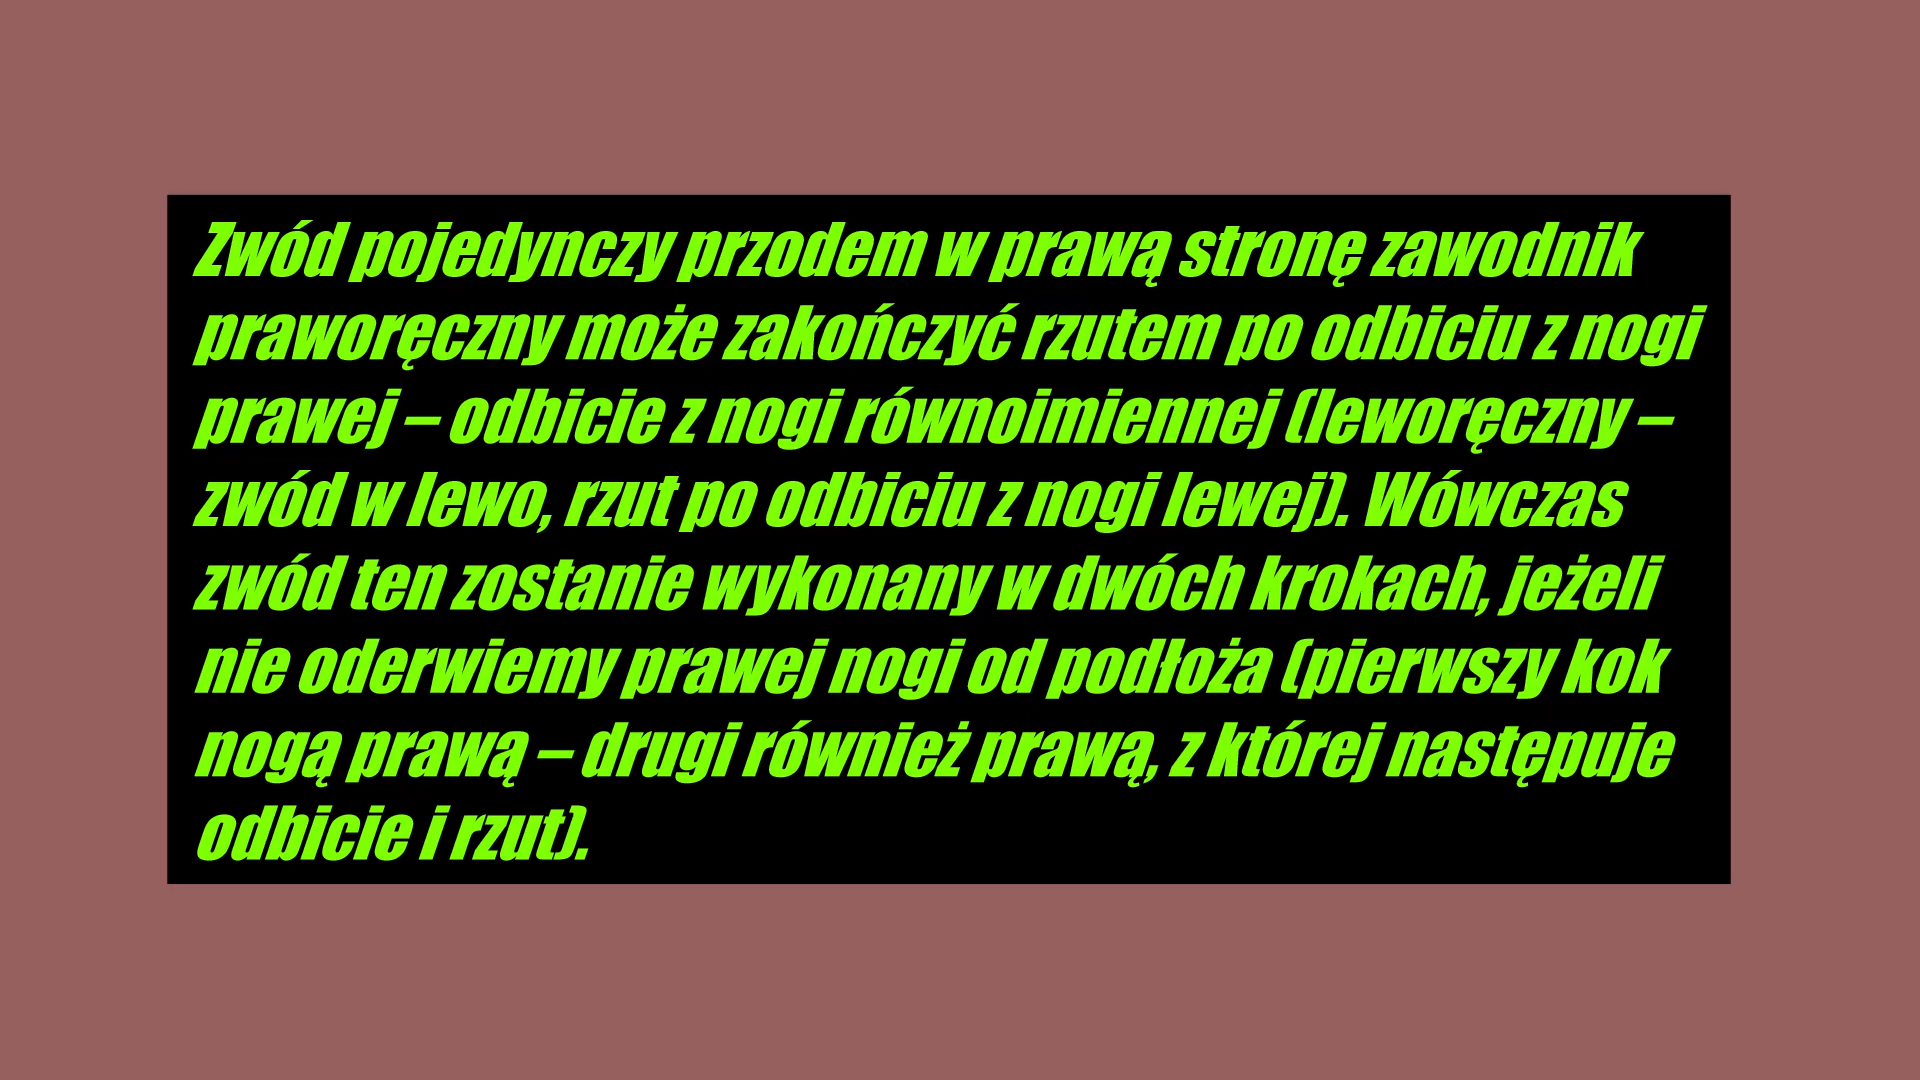 Zwód pojedynczy przodem w prawą stronę zawodnik
praworęczny może zakończyć rzutem po odbiciu z nogi
prawej – odbicie z nogi równoimiennej (leworęczny –
zwód w lewo, rzut po odbiciu z nogi lewej). Wówczas
zwód ten zostanie wykonany w dwóch krokach, jeżeli
nie oderwiemy prawej nogi od podłoża (pierwszy kok
nogą prawą – drugi również prawą, z której następuje
odbicie i rzut).